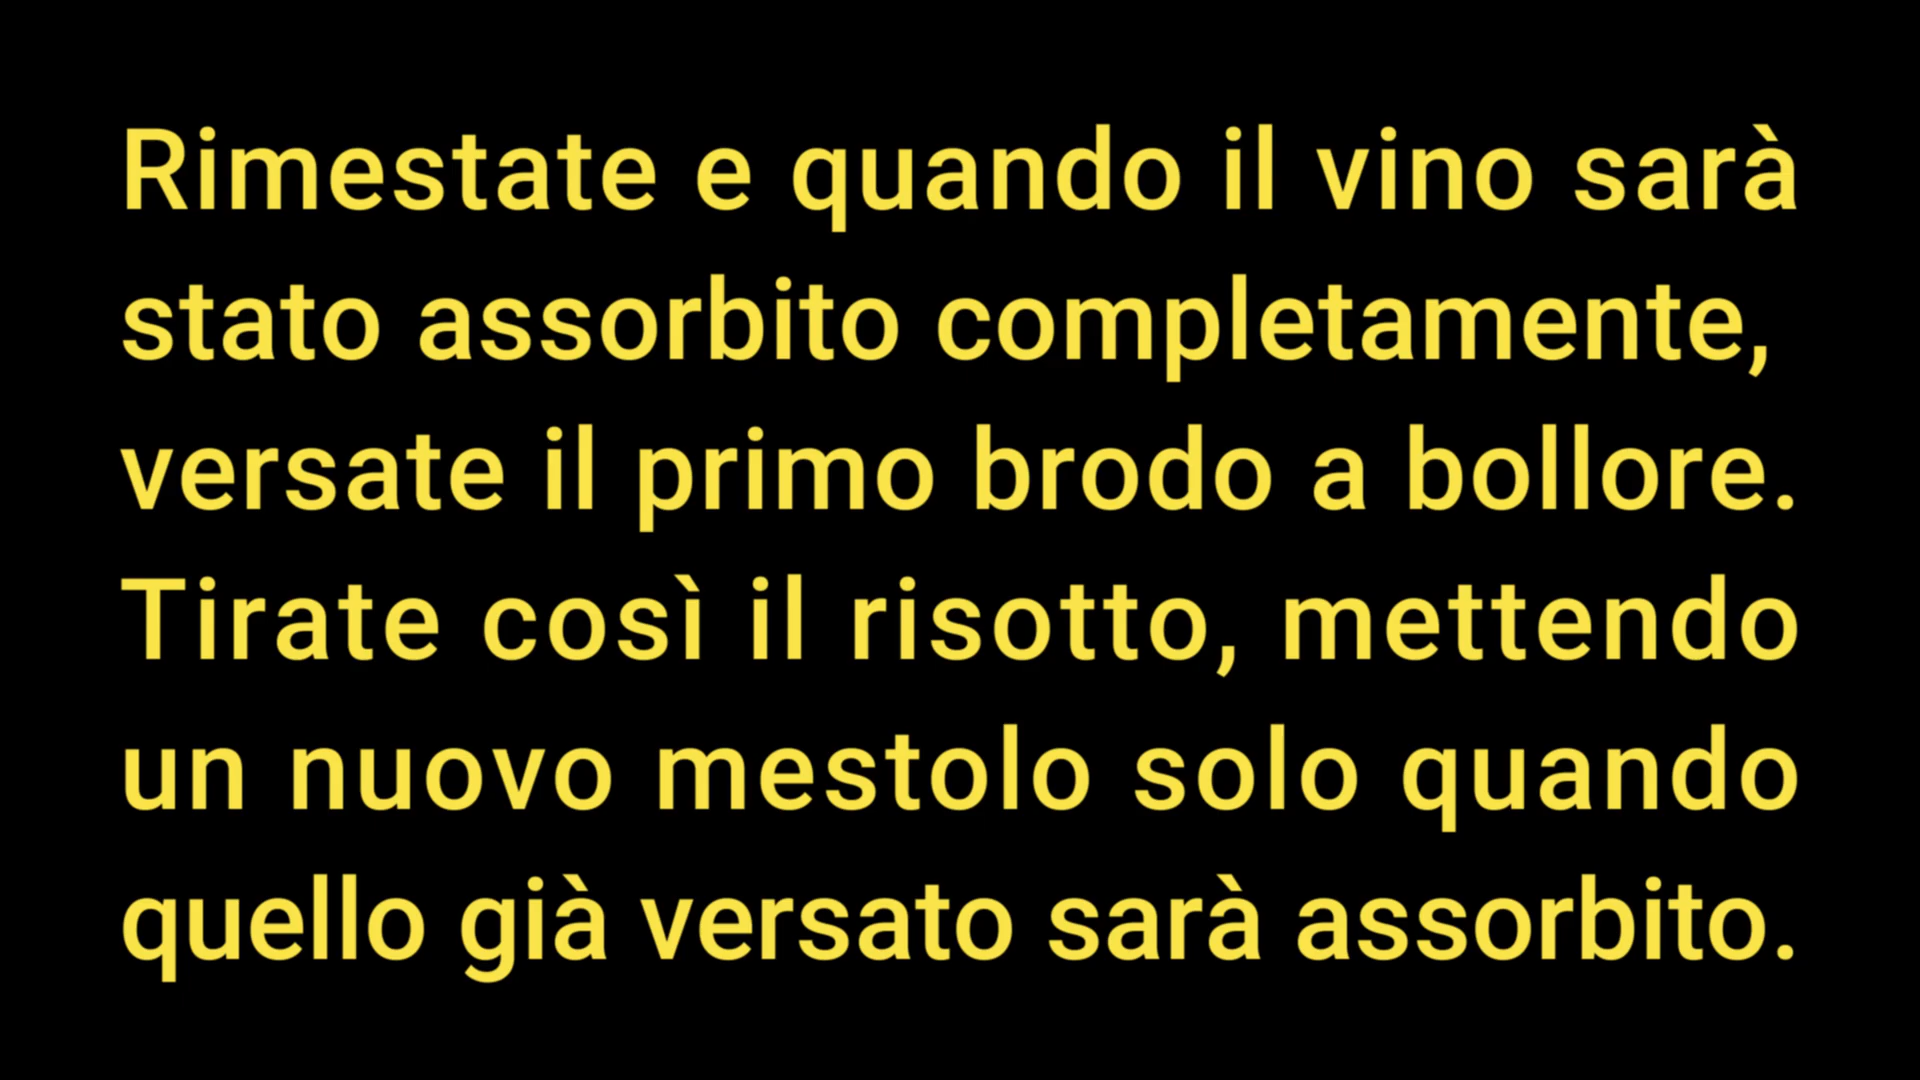 Rimestate e quando il vino sarà
stato assorbito completamente,
versate il primo brodo a bollore.
Tirate così il risotto, mettendo
un nuovo mestolo solo quando
quello già versato sarà assorbito.